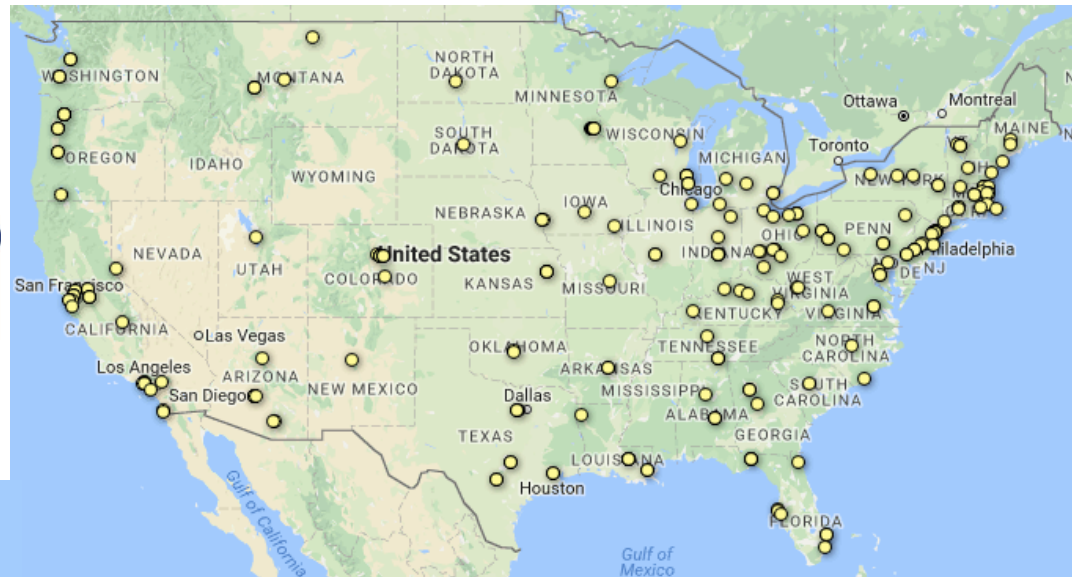 NORTH
DAKOTA
WASHINGTON
MONTANA
MINNESOTA
Ottawa
Montreal
MAINE
SOUTH
DAKOTA
WISCONSIN
Toronto
OREGON
IDAHO
MICHIGAN
WYOMING
NEW YORK
Chicago
IOWA
NEBRASKA
ILLINOIS
PENN
OHIO
NEVADA
United States
INDIANA
Philadelphia
UTAH
COLORADO
DE
NJ
San Francisco
KANSAS
MISSOURI
WEST
VIRGINIA
KENTUCKY
VIRGINIA
CALIFORNIA
Las Vegas
OKLAHOMA
TENNESSEE
NORTH
CAROLINA
Los Angeles
ARIZONA
NEW MEXICO
ARKANSAS
MISSISSIPPI
SOUTH
CAROLINA
San Diego
Dallas
ALABAMA
TEXAS
GEORGIA
LOUISIANA
Houston
Gulf of California
FLORIDA
Gulf of
Mexico